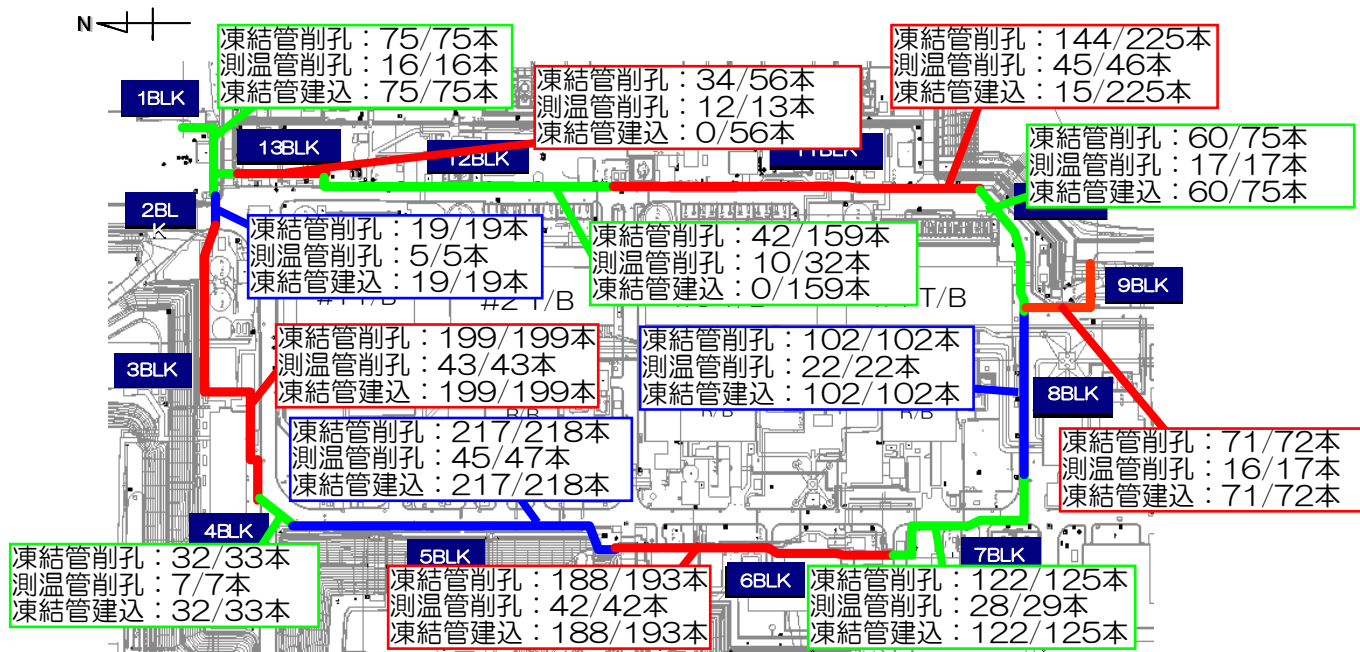 N
凍結管削孔：75/75本
測温管削孔：16/16本
凍結管建込：75/75本
凍結管削孔：34/56本
測温管削孔：12/13本
凍結管建込：0/56本
凍結管削孔：144/225本
測温管削孔：45/46本
凍結管建込：15/225本
1BLK
13BLK
12BLK
11BLK
凍結管削孔：60/75本
測温管削孔：17/17本
凍結管建込：60/75本
2BL
K
凍結管削孔：19/19本
測温管削孔：5/5本
凍結管建込：19/19本
凍結管削孔：42/159本
測温管削孔：10/32本
凍結管建込：0/159本
#2 T/B
T/B
9BLK
3BLK
凍結管削孔：199/199本
測温管削孔：43/43本
凍結管建込：199/199本
凍結管削孔：102/102本
測温管削孔：22/22本
凍結管建込：102/102本
8BLK
R/B
R/B
R/B
凍結管削孔：217/218本
測温管削孔：45/47本
凍結管建込：217/218本
凍結管削孔：71/72本
測温管削孔：16/17本
凍結管建込：71/72本
4BLK
5BLK
6BLK
7BLK
凍結管削孔：32/33本
測温管削孔：7/7本
凍結管建込：32/33本
凍結管削孔：188/193本
測温管削孔：42/42本
凍結管建込：188/193本
凍結管削孔：122/125本
測温管削孔：28/29本
凍結管建込：122/125本